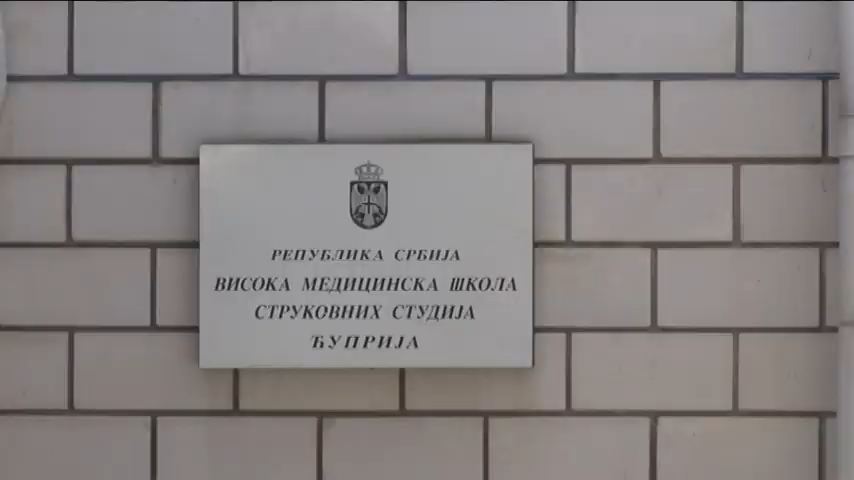 РЕПУБЛИКА СРБИЈА
ВИСОКА МЕДИЦИНСКА ШКОЛА
СТРУКОВНИХ СТУДИЈА
ЋУПРИЈА